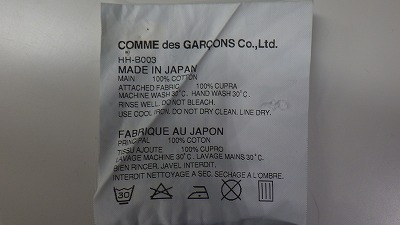 COMME des GARÇONS Co.,Ltd.
HH-B003
MADE IN JAPAN
MAIN 100% COTTON
ATTACHED FABRIC 100% CUPRA
MACHINE WASH 30℃. HAND WASH 30℃.
RINSE WELL. DO NOT BLEACH.
USE COOL IRON. DO NOT DRY CLEAN. LINE DRY.
FABRIQUE AU JAPON
PRINCIPAL 100% COTON
TISSU AJOUTE 100% CUPRO
LAVAGE MACHINE 30℃. LAVAGE MAINS 30℃.
BIEN RINCER, JAVEL INTERDIT.
INTERDIT NETTOYAGE A SEC. SECHAGE A L'OMBRE.
30